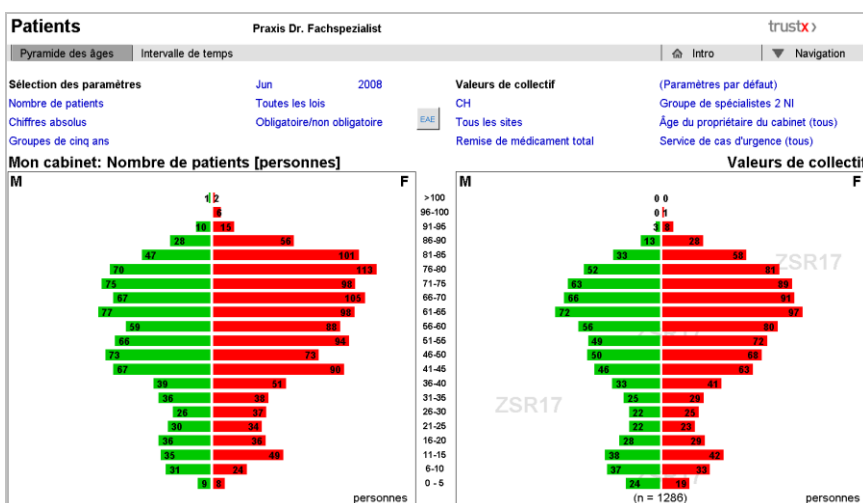 Patients Praxis Dr. Fachspezialist trustx
Pyramide des âges Intervalle de temps Intro Navigation
Sélection des paramètres Jun 2008 Valeurs de collectif (Paramètres par défaut)
Nombre de patients Toutes les lois CH Groupe de spécialistes 2 NI
Chiffres absolus Obligatoire/non obligatoire EAE Tous les sites Âge du propriétaire du cabinet (tous)
Groupes de cinq ans Remise de médicament total Service de cas d'urgence (tous)
Mon cabinet: Nombre de patients [personnes] Valeurs de collectif
M F M F
1 2 >100 0 0
6 96-100 0 1
10 15 91-95 3 8
28 56 86-90 13 28
47 101 81-85 33 59
70 113 76-80 52 81
ZSR17
75 98 71-75 63 89
67 105 66-70 66 91
77 98 61-65 72 97
59 88 56-60 56 80
66 94 51-55 49 72
73 73 46-50 50 68
67 90 41-45 46 63
39 51 36-40 33 41
36 38 31-35 25 29
26 37 26-30 22 25
ZSR17
30 34 21-25 22 23
36 36 16-20 28 29
35 49 11-15 38 42
31 24 6-10 37 33
9 0 - 5 24 19
personnes (n = 1286) personnes